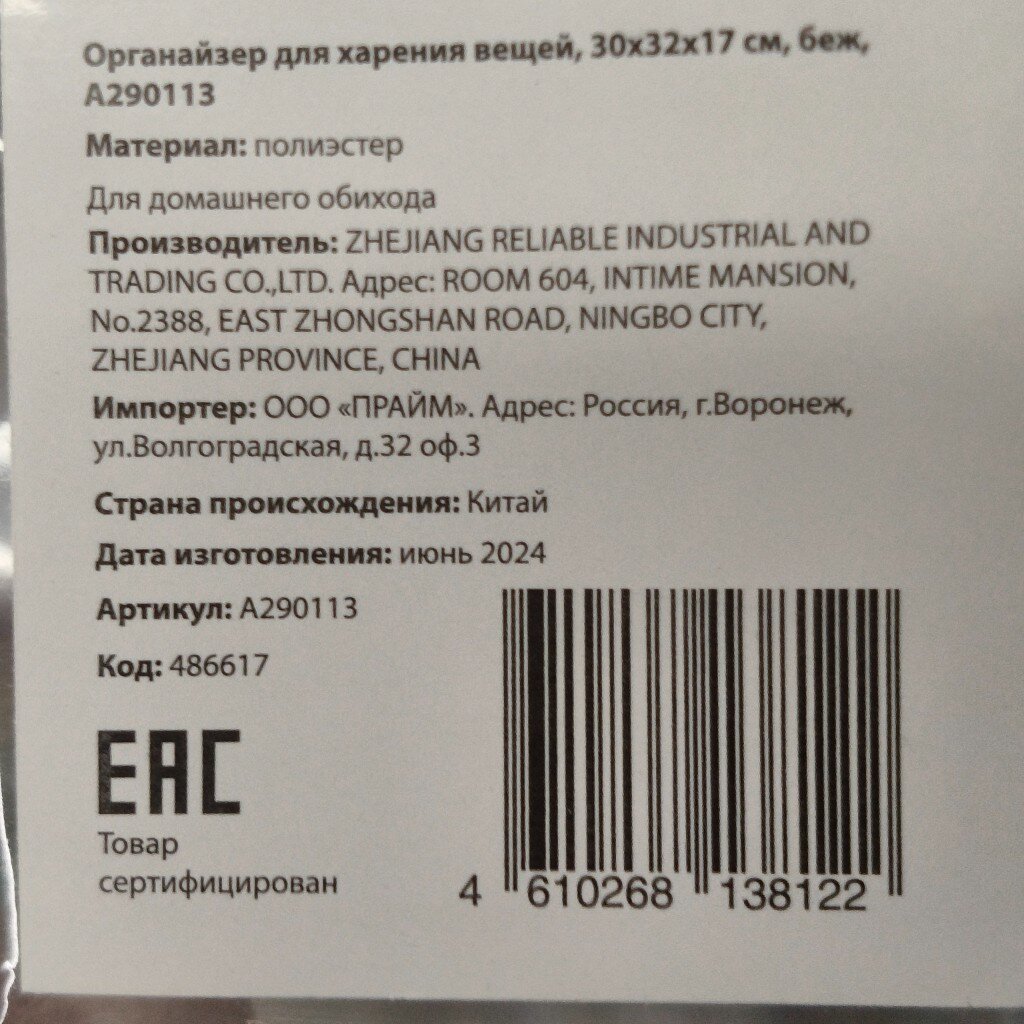 Органайзер для харения вещей, 30х32х17 см, беж,
А290113
Материал: полиэстер
Для домашнего обихода
Производитель: ZHEJIANG RELIABLE INDUSTRIAL AND
TRADING CO.,LTD. Адрес: ROOM 604, INTIME MANSION,
No.2388, EAST ZHONGSHAN ROAD, NINGBO CITY,
ZHEJIANG PROVINCE, CHINA
Импортер: ООО «ПРАЙМ». Адрес: Россия, г.Воронеж,
ул.Волгоградская, д.32 оф.3
Страна происхождения: Китай
Дата изготовления: июнь 2024
Артикул: А290113
Код: 486617
EAC
Товар
сертифицирован
4 610268 138122